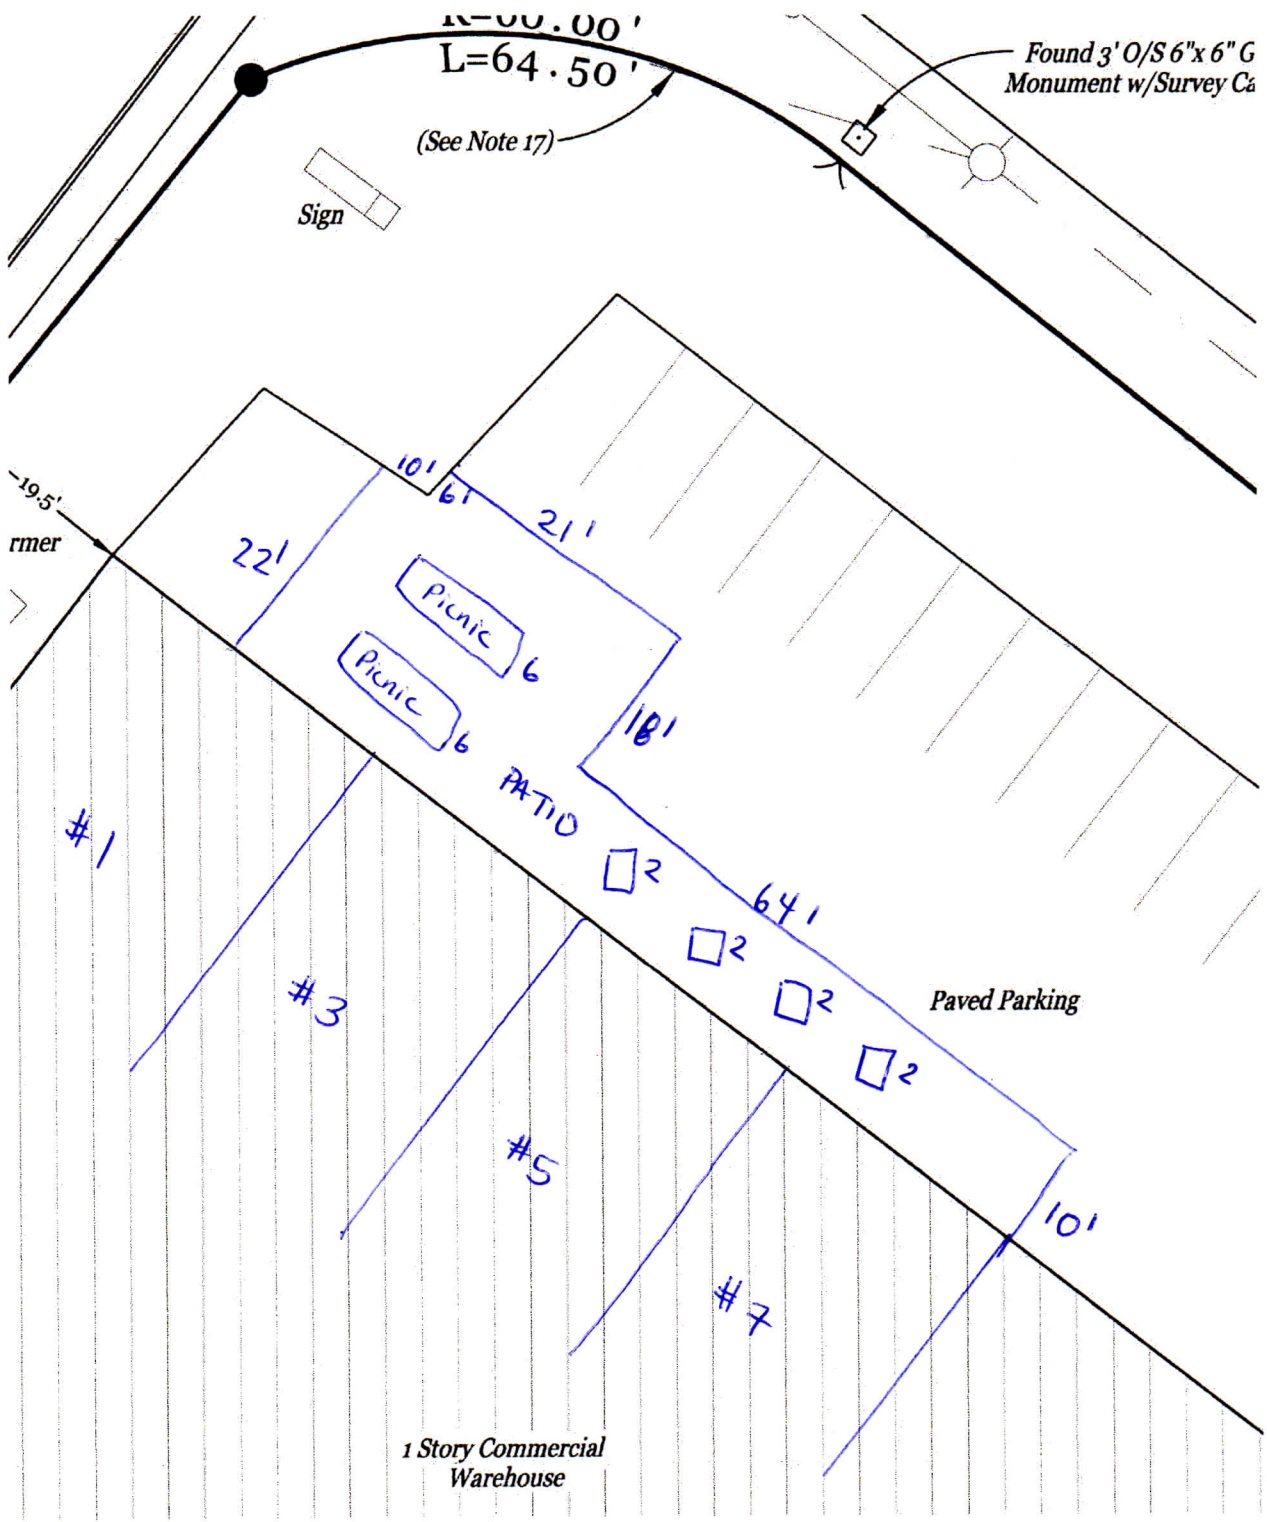 L=64.50'
Found 3' O/S 6"x 6" G
Monument w/Survey Ca
(See Note 17)
Sign
19.5'
rmer
10'
6'
21'
22'
Picnic
6
Picnic
6
18'
PATIO
#1
2
64'
2
#3
2
Paved Parking
2
#5
10'
#7
1 Story Commercial
Warehouse